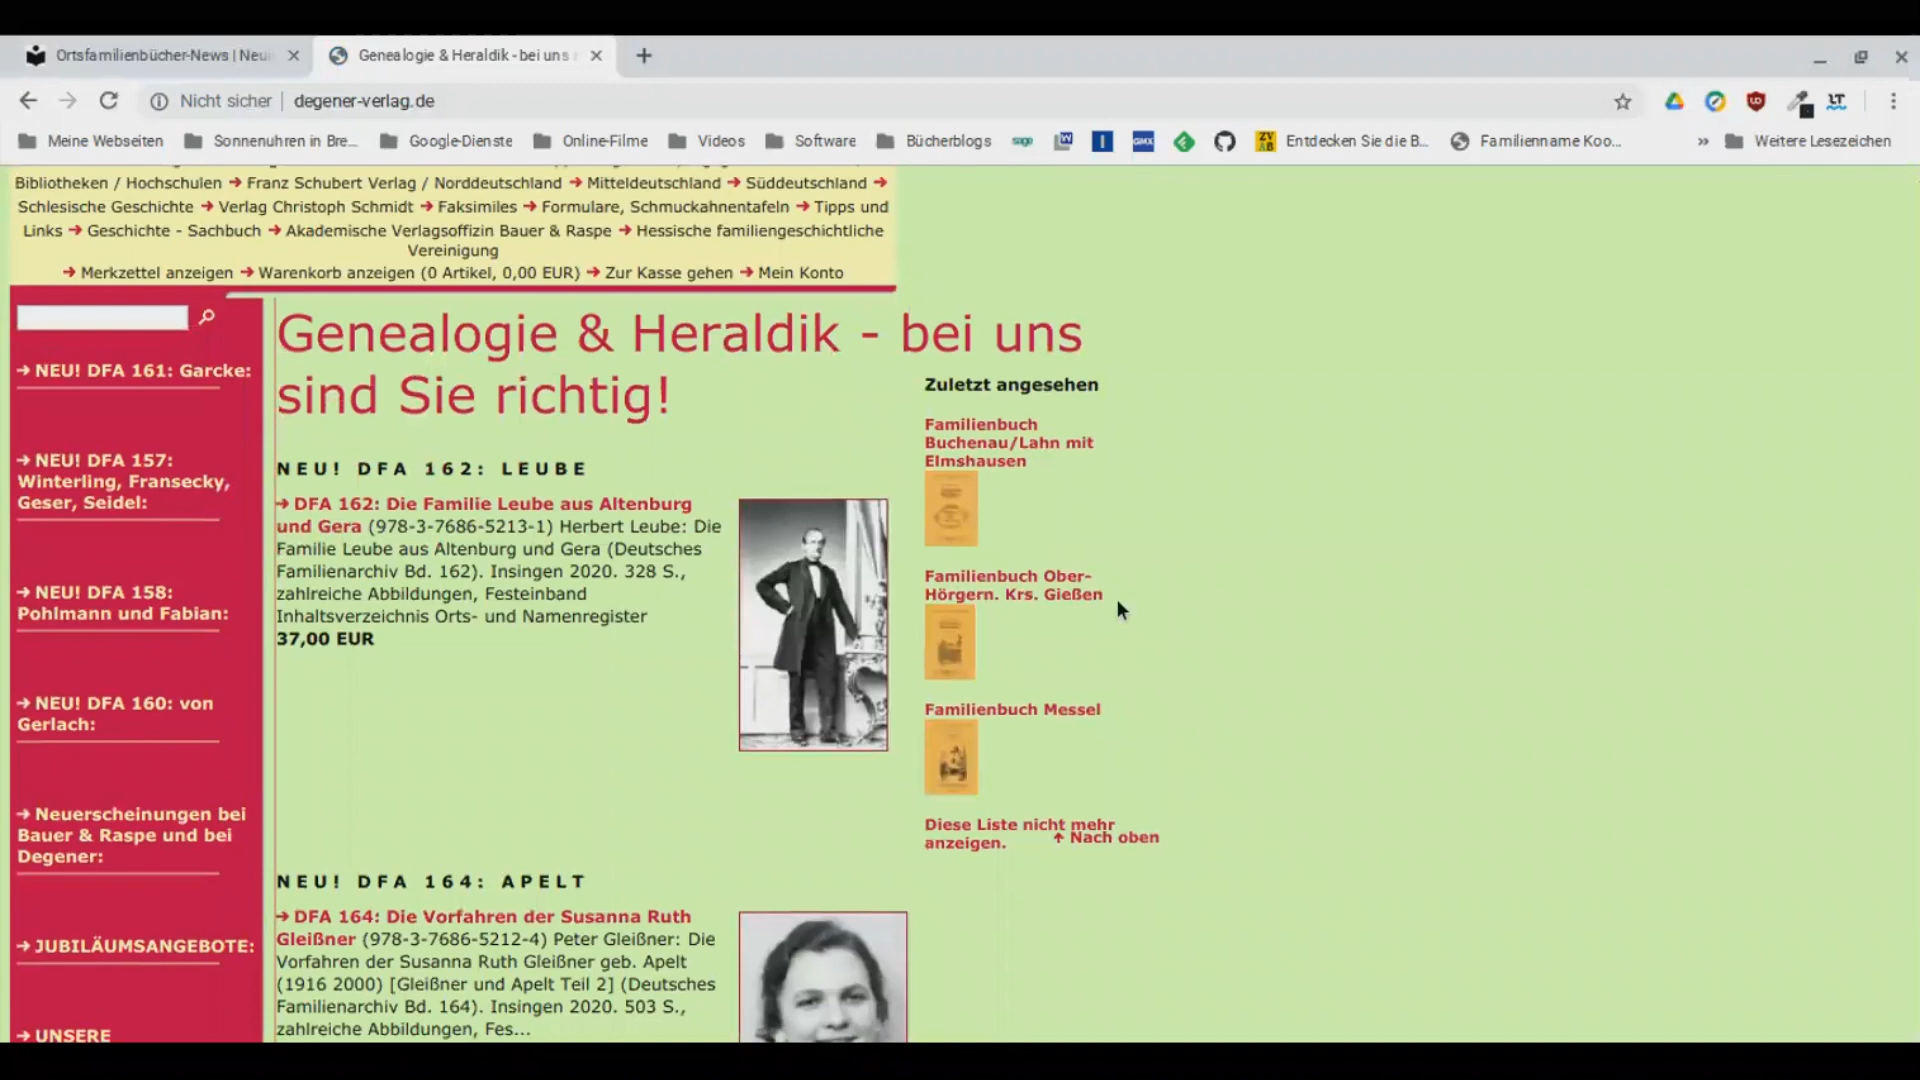 Ortsfamilienbücher-News | Neui
Genealogie & Heraldik - bei uns
Nicht sicher
degener-verlag.de
Meine Webseiten
Sonnenuhren in Bre...
Google-Dienste
Online-Filme
Videos
Software
Bücherblogs
sage
W
I
GMX
ZV AB
Entdecken Sie die B...
Familienname Koo...
»
Weitere Lesezeichen
Bibliotheken / Hochschulen ➔ Franz Schubert Verlag / Norddeutschland ➔ Mitteldeutschland ➔ Süddeutschland ➔
Schlesische Geschichte ➔ Verlag Christoph Schmidt ➔ Faksimiles ➔ Formulare, Schmuckahnentafeln ➔ Tipps und
Links ➔ Geschichte - Sachbuch ➔ Akademische Verlagsoffizin Bauer & Raspe ➔ Hessische familiengeschichtliche
Vereinigung
➔ Merkzettel anzeigen ➔ Warenkorb anzeigen (0 Artikel, 0,00 EUR) ➔ Zur Kasse gehen ➔ Mein Konto
➔ NEU! DFA 161: Garcke:
➔ NEU! DFA 157:
Winterling, Fransecky,
Geser, Seidel:
➔ NEU! DFA 158:
Pohlmann und Fabian:
➔ NEU! DFA 160: von
Gerlach:
➔ Neuerscheinungen bei
Bauer & Raspe und bei
Degener:
➔ JUBILÄUMSANGEBOTE:
➔ UNSERE
Genealogie & Heraldik - bei uns
sind Sie richtig!
NEU! DFA 162: LEUBE
➔ DFA 162: Die Familie Leube aus Altenburg
und Gera (978-3-7686-5213-1) Herbert Leube: Die
Familie Leube aus Altenburg und Gera (Deutsches
Familienarchiv Bd. 162). Insingen 2020. 328 S.,
zahlreiche Abbildungen, Festeinband
Inhaltsverzeichnis Orts- und Namenregister
37,00 EUR
NEU! DFA 164: APELT
➔ DFA 164: Die Vorfahren der Susanna Ruth
Gleißner (978-3-7686-5212-4) Peter Gleißner: Die
Vorfahren der Susanna Ruth Gleißner geb. Apelt
(1916 2000) [Gleißner und Apelt Teil 2] (Deutsches
Familienarchiv Bd. 164). Insingen 2020. 503 S.,
zahlreiche Abbildungen, Fes...
Zuletzt angesehen
Familienbuch
Buchenau/Lahn mit
Elmshausen
Familienbuch Ober-
Hörgern. Krs. Gießen
Familienbuch Messel
Diese Liste nicht mehr
anzeigen.
↑ Nach oben